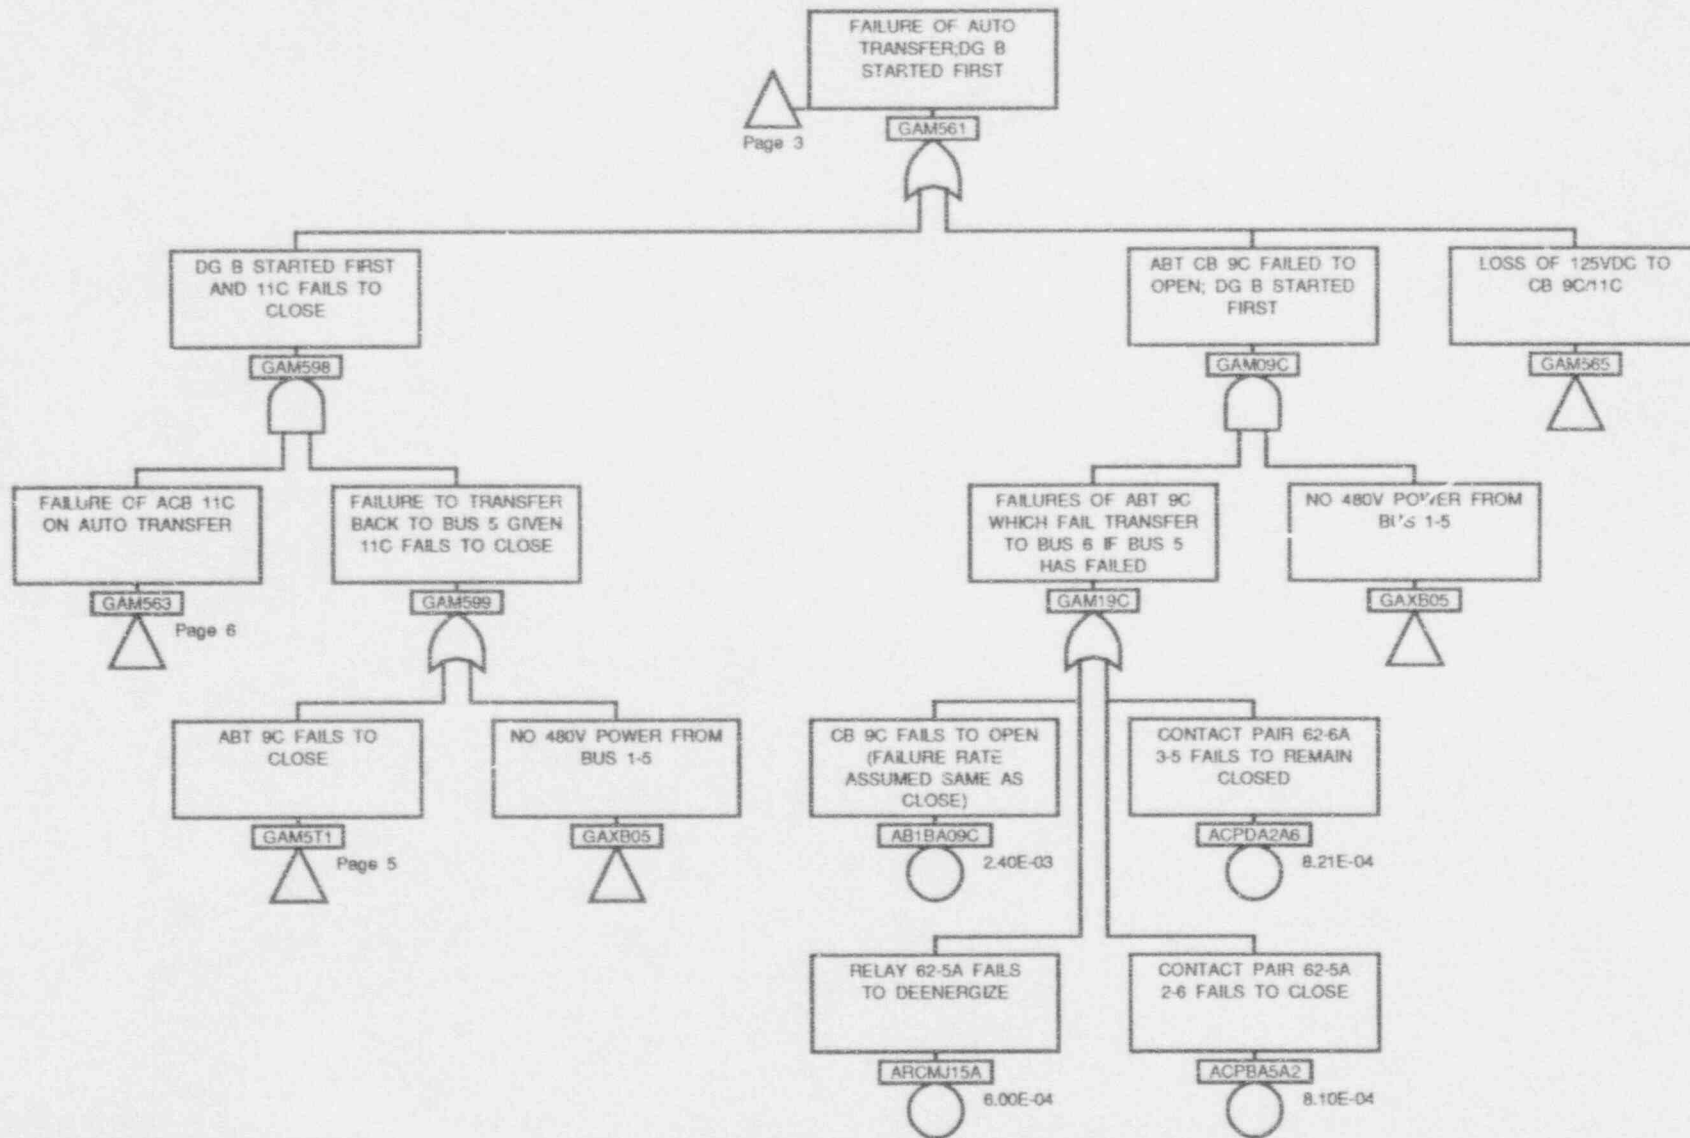 FAILURE OF AUTO
TRANSFER;DG B
STARTED FIRST
Page 3
GAM561
DG B STARTED FIRST
AND 11C FAILS TO
CLOSE
GAM598
ABT CB 9C FAILED TO
OPEN; DG B STARTED
FIRST
GAM09C
LOSS OF 125VDC TO
CB 9C/11C
GAM565
FAILURE OF ACB 11C
ON AUTO TRANSFER
GAM563
Page 6
FAILURE TO TRANSFER
BACK TO BUS 5 GIVEN
11C FAILS TO CLOSE
GAM599
FAILURES OF ABT 9C
WHICH FAIL TRANSFER
TO BUS 6 IF BUS 5
HAS FAILED
GAM19C
NO 480V POWER FROM
BUS 1-5
GAXB05
ABT 9C FAILS TO
CLOSE
GAM5T1
Page 5
NO 480V POWER FROM
BUS 1-5
GAXB05
CB 9C FAILS TO OPEN
(FAILURE RATE
ASSUMED SAME AS
CLOSE)
AB1BA09C
2.40E-03
CONTACT PAIR 62-6A
3-5 FAILS TO REMAIN
CLOSED
ACPDA2A6
8.21E-04
RELAY 62-5A FAILS
TO DEENERGIZE
ARCMJ15A
6.00E-04
CONTACT PAIR 62-5A
2-6 FAILS TO CLOSE
ACPBA5A2
8.10E-04